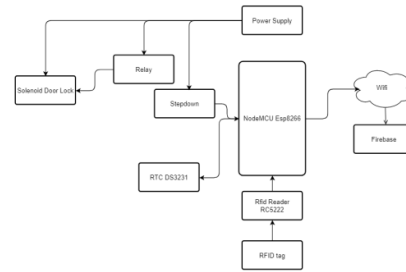 Power Supply
Relay
Solenoid Door Lock
Stepdown
NodeMCU Esp8266
Wifi
Firebase
RTC DS3231
Rfid Reader
RC5222
RFID tag